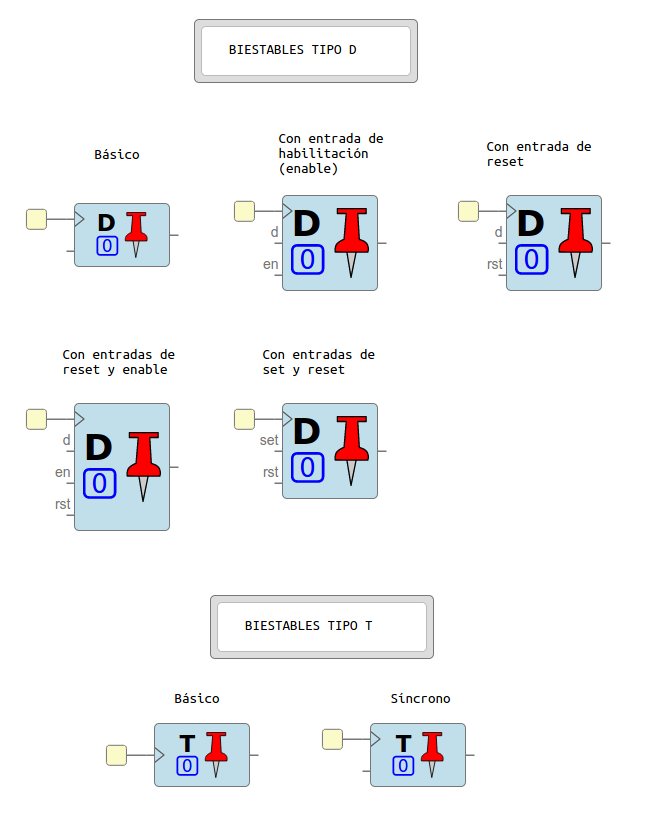 BIESTABLES TIPO D
Básico
Con entrada de
habilitación
(enable)
Con entrada de
reset
D
0
d
en
D
0
d
rst
D
0
Con entradas de
reset y enable
Con entradas de
set y reset
d
en
rst
D
0
set
rst
D
0
BIESTABLES TIPO T
Básico
Síncrono
T
0
T
0